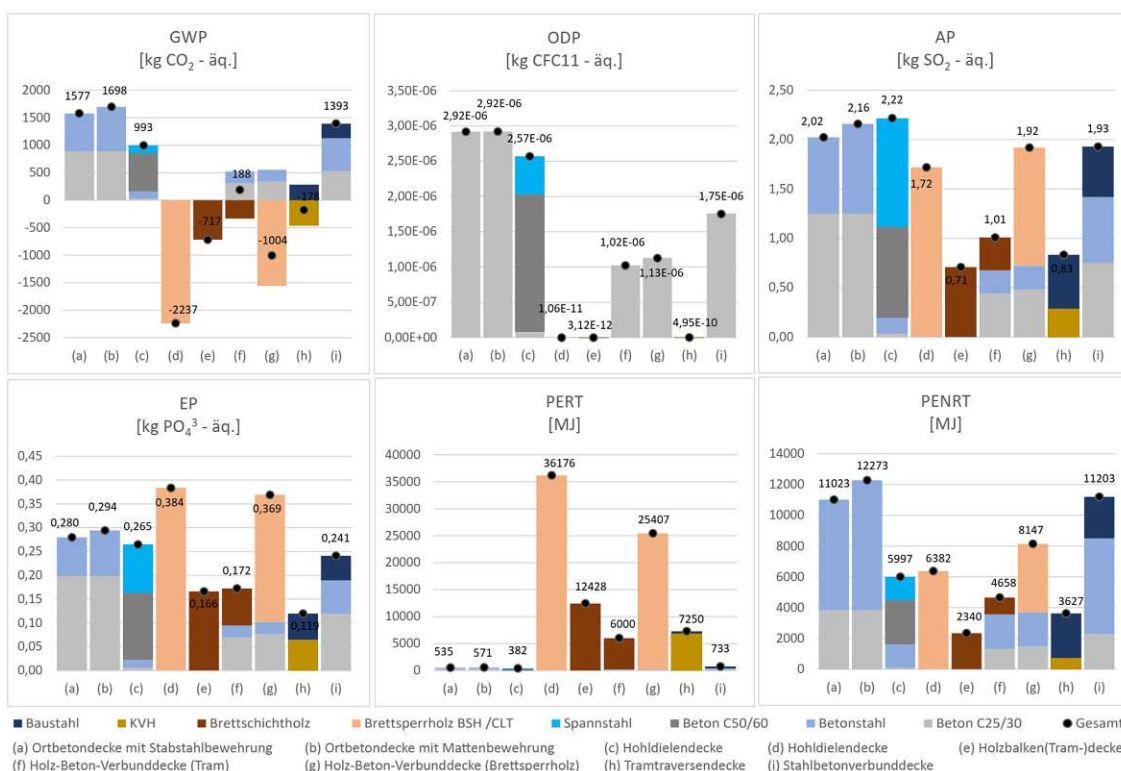 GWP
[kg CO₂ - äq.]
2000
1500
1000
500
0
-500
-1000
-1500
-2000
-2500
1577
1698
993
-2237
-717
188
-1004
-178
1393
(a) (b) (c) (d) (e) (f) (g) (h) (i)
ODP
[kg CFC11 - äq.]
3,50E-06
3,00E-06
2,50E-06
2,00E-06
1,50E-06
1,00E-06
5,00E-07
0,00E+00
2,92E-06
2,92E-06
2,57E-06
1,06E-11
3,12E-12
1,02E-06
1,13E-06
4,95E-10
1,75E-06
(a) (b) (c) (d) (e) (f) (g) (h) (i)
AP
[kg SO₂ - äq.]
2,50
2,00
1,50
1,00
0,50
0,00
2,02
2,16
2,22
1,72
0,71
1,01
1,92
0,83
1,93
(a) (b) (c) (d) (e) (f) (g) (h) (i)
EP
[kg PO₄³ - äq.]
0,45
0,40
0,35
0,30
0,25
0,20
0,15
0,10
0,05
0,00
0,280
0,294
0,265
0,384
0,166
0,172
0,369
0,119
0,241
(a) (b) (c) (d) (e) (f) (g) (h) (i)
PERT
[MJ]
40000
35000
30000
25000
20000
15000
10000
5000
0
535
571
382
36176
12428
6000
25407
7250
733
(a) (b) (c) (d) (e) (f) (g) (h) (i)
PENRT
[MJ]
14000
12000
10000
8000
6000
4000
2000
0
11023
12273
5997
6382
2340
4658
8147
3627
11203
(a) (b) (c) (d) (e) (f) (g) (h) (i)
Baustahl KVH Brettschichtholz Brettsperrholz BSH /CLT Spannstahl Beton C50/60 Betonstahl Beton C25/30 Gesamt
(a) Ortbetondecke mit Stabstahlbewehrung (b) Ortbetondecke mit Mattenbewehrung (c) Hohldielendecke (d) Hohldielendecke (e) Holzbalken(Tram-)decke
(f) Holz-Beton-Verbunddecke (Tram) (g) Holz-Beton-Verbunddecke (Brettsperrholz) (h) Tramtraversendecke (i) Stahlbetonverbunddecke